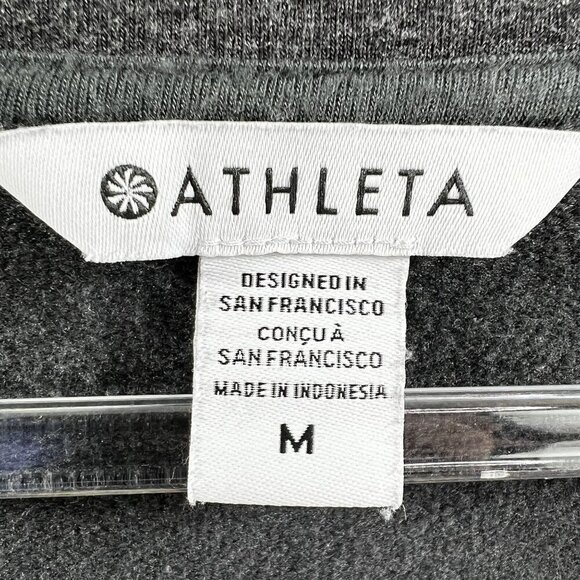 ATHLETA
DESIGNED IN
SAN FRANCISCO
CONÇU À
SAN FRANCISCO
MADE IN INDONESIA
M